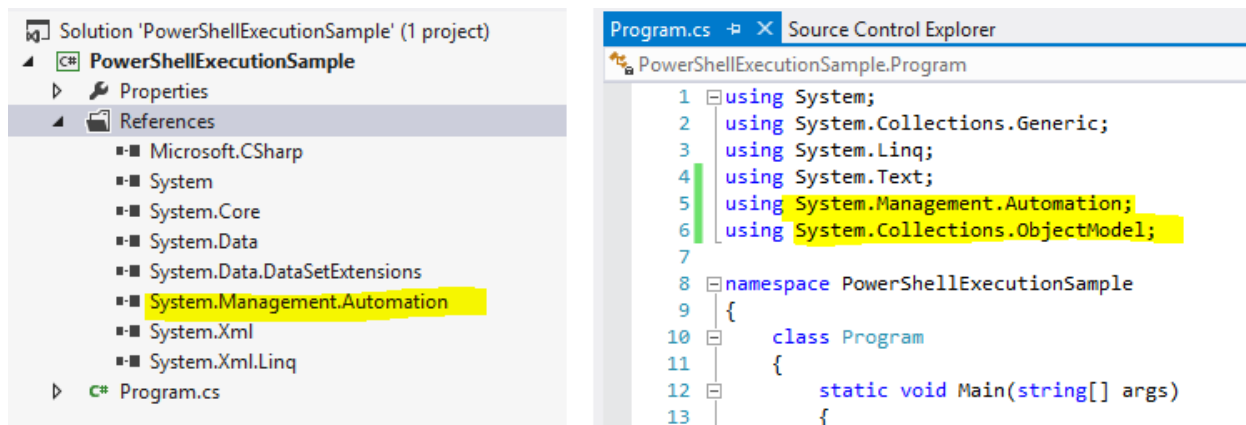 Solution 'PowerShellExecutionSample' (1 project)
C# PowerShellExecutionSample
Properties
References
Microsoft.CSharp
System
System.Core
System.Data
System.Data.DataSetExtensions
System.Management.Automation
System.Xml
System.Xml.Linq
C# Program.cs
Program.cs Source Control Explorer
PowerShellExecutionSample.Program
1 using System;
2 using System.Collections.Generic;
3 using System.Linq;
4 using System.Text;
5 using System.Management.Automation;
6 using System.Collections.ObjectModel;
7
8 namespace PowerShellExecutionSample
9 {
10 class Program
11 {
12 static void Main(string[] args)
13 {